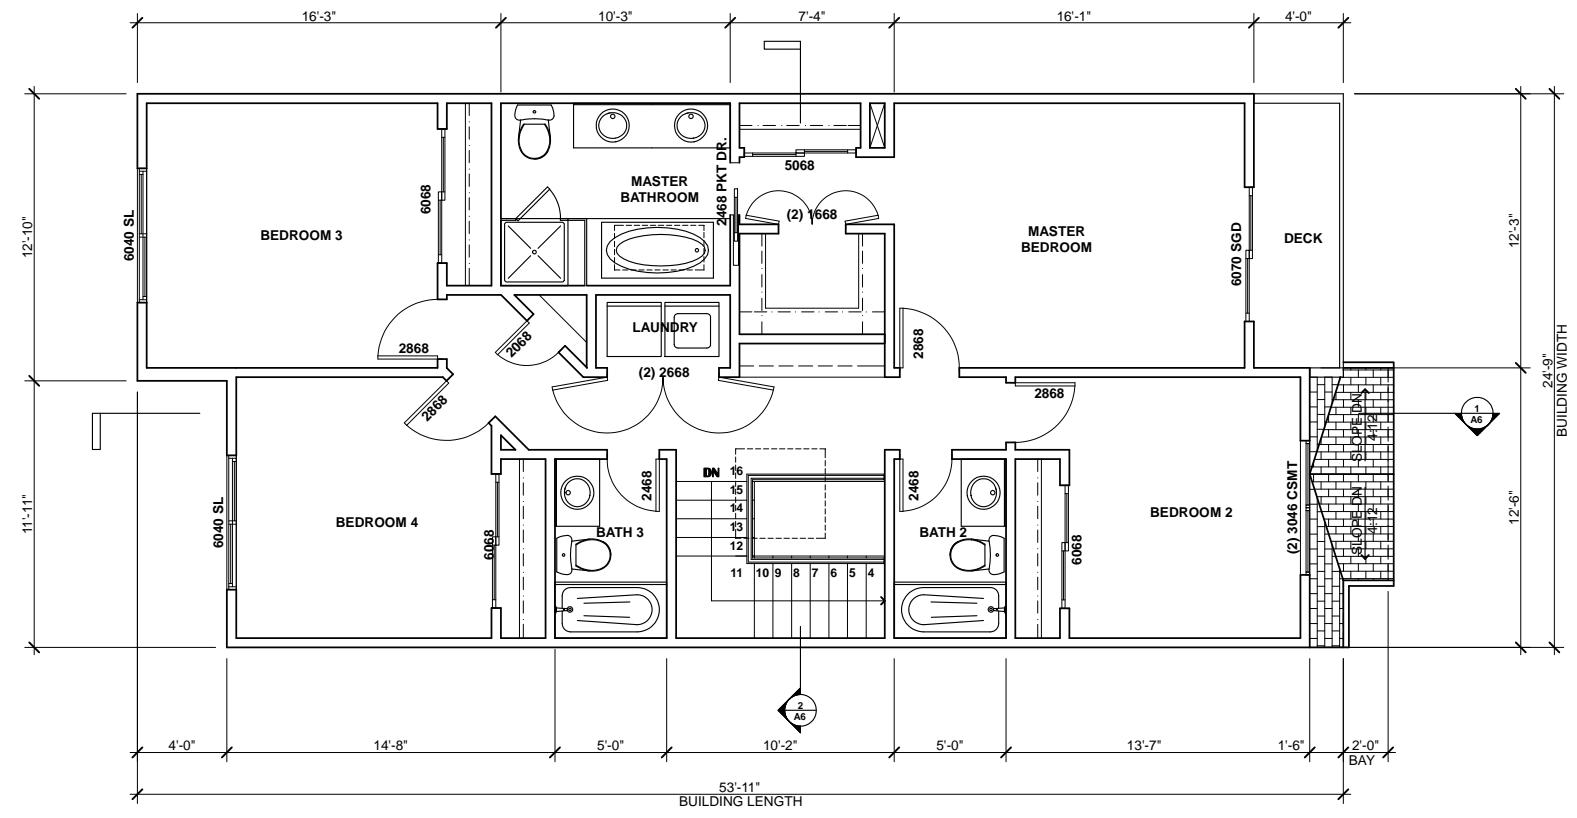 16'-3"
10'-3"
7'-4"
16'-1"
4'-0"
12'-10"
11'-11"
6040 SL
BEDROOM 3
6068
MASTER
BATHROOM
2468 PKT DR.
5068
(2) 1668
MASTER
BEDROOM
6070 SGD
DECK
12'-3"
24'-9"
BUILDING WIDTH
12'-6"
2868
2068
LAUNDRY
(2) 2668
2868
2868
2868
6040 SL
BEDROOM 4
6068
2468
BATH 3
DN
16
15
14
13
12
11
10
9
8
7
6
5
4
2468
BATH 2
6068
BEDROOM 2
(2) 3046 CSMT
SLOPE DN
4:12
SLOPE DN
4:12
1
A6
2
A6
4'-0"
14'-8"
5'-0"
10'-2"
5'-0"
13'-7"
1'-6"
2'-0"
BAY
53'-11"
BUILDING LENGTH